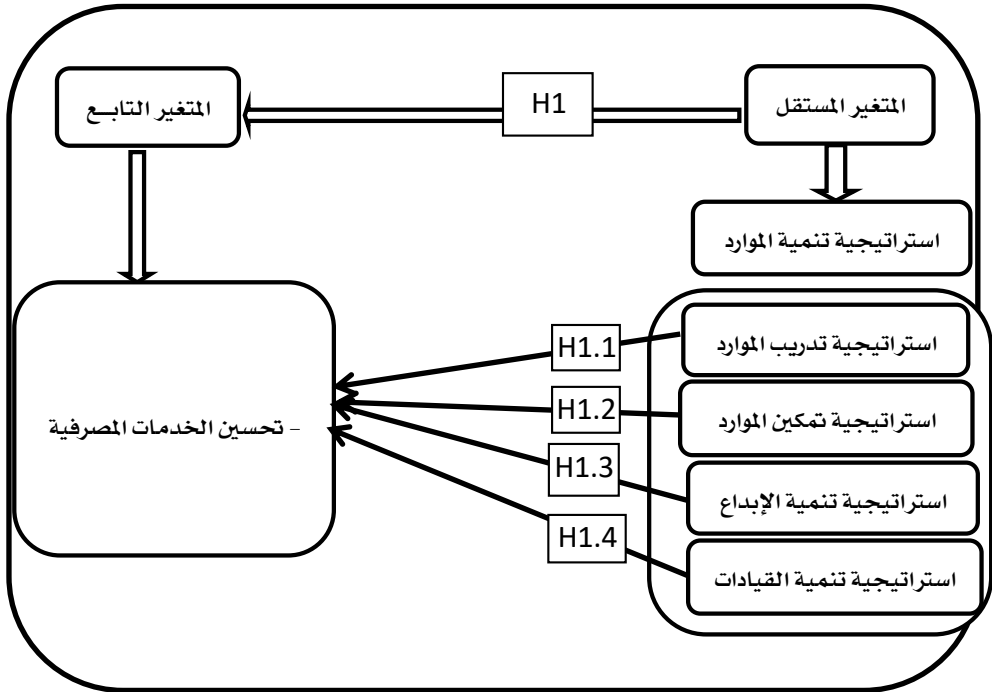 المتغير المستقل
H1
المتغير التابـع
استراتيجية تنمية الموارد
استراتيجية تدريب الموارد
H1.1
استراتيجية تمكين الموارد
H1.2
– تحسين الخدمات المصرفية
H1.3
استراتيجية تنمية الإبداع
H1.4
استراتيجية تنمية القيادات